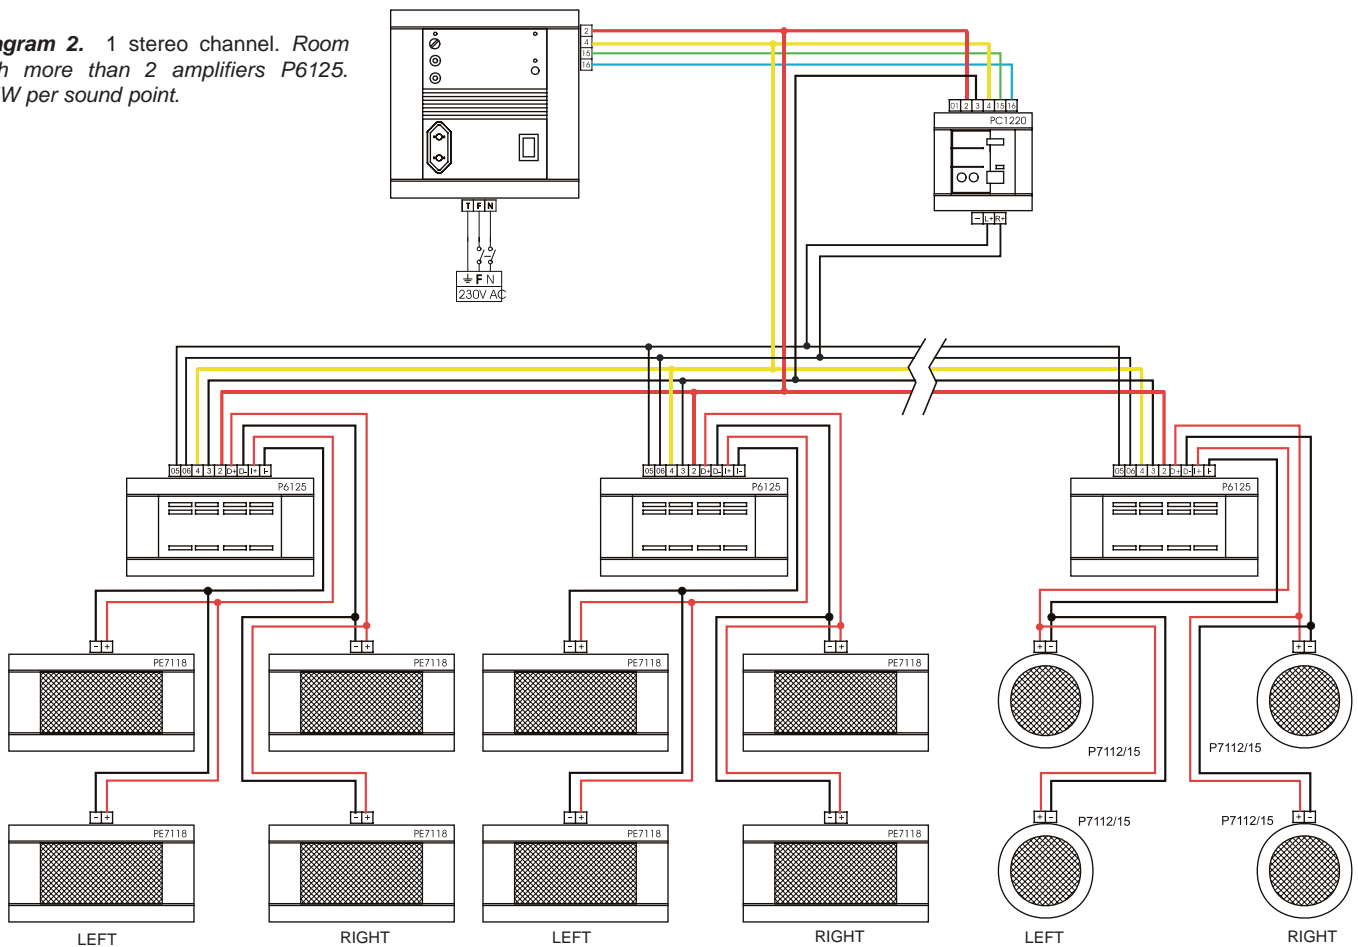 agram 2. 1 stereo channel. Room
h more than 2 amplifiers P6125.
W per sound point.
2
4
15
16
T F N
F N
230V AC
01 2 3 4 15 16
PC1220
- L+ R+
05 06 4 3 2 D+ D- I+ I-
P6125
05 06 4 3 2 D+ D- I+ I-
P6125
05 06 4 3 2 D+ D- I+ I-
P6125
- +
- +
- +
- +
+ -
+ -
PE7118
PE7118
PE7118
PE7118
P7112/15
P7112/15
- +
- +
- +
- +
+ -
+ -
PE7118
PE7118
PE7118
PE7118
P7112/15
P7112/15
LEFT
RIGHT
LEFT
RIGHT
LEFT
RIGHT